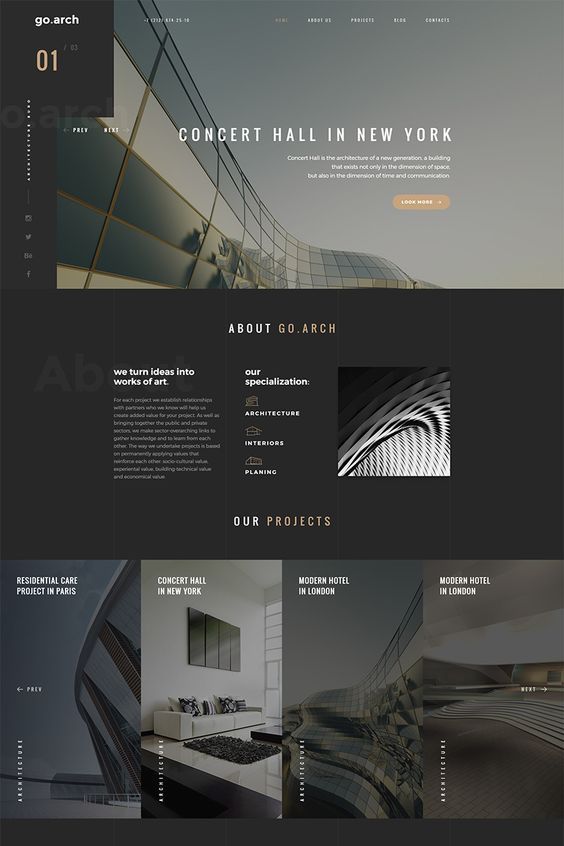 go.arch
+1 (212) 674-25-10
HOME
ABOUT US
PROJECTS
BLOG
CONTACTS
01
/ 03
go.arch
PREV
NEXT
CONCERT HALL IN NEW YORK
Concert Hall is the architecture of a new generation, a building
that exists not only in the dimension of space,
but also in the dimension of time and communication.
LOOK MORE
Bē
ABOUT GO.ARCH
About
we turn ideas into
works of art.
For each project we establish relationships
with partners who we know will help us
create added value for your project. As well as
bringing together the public and private
sectors, we make sector-overarching links to
gather knowledge and to learn from each
other. The way we undertake projects is based
on permanently applying values that
reinforce each other: socio-cultural value,
experiential value, building-technical value
and economical value.
our
specialization:
ARCHITECTURE
INTERIORS
PLANING
OUR PROJECTS
RESIDENTIAL CARE
PROJECT IN PARIS
CONCERT HALL
IN NEW YORK
MODERN HOTEL
IN LONDON
MODERN HOTEL
IN LONDON
PREV
NEXT
ARCHITECTURE
ARCHITECTURE
ARCHITECTURE
ARCHITECTURE